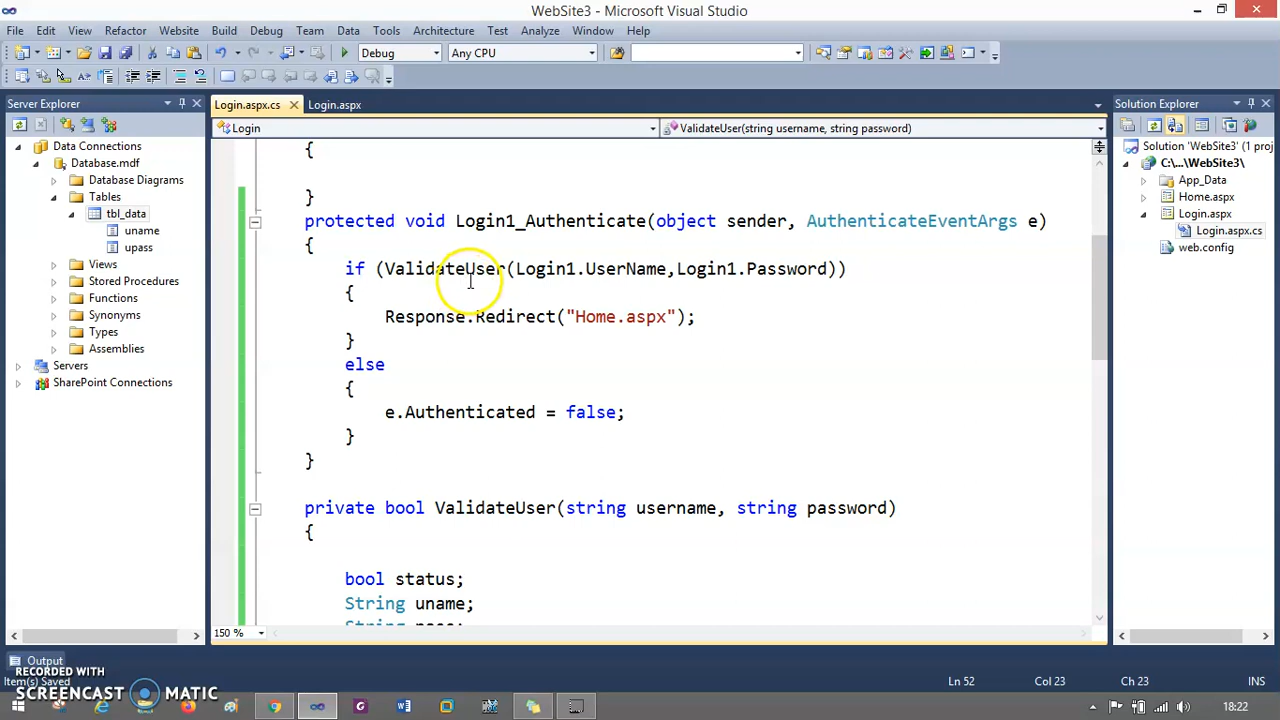 WebSite3 - Microsoft Visual Studio
File Edit View Refactor Website Build Debug Team Data Tools Architecture Test Analyze Window Help
Debug Any CPU
Server Explorer
Login.aspx.cs Login.aspx
Solution Explorer
Login ValidateUser(string username, string password)
Data Connections
Database.mdf
Database Diagrams
Tables
tbl_data
uname
upass
Views
Stored Procedures
Functions
Synonyms
Types
Assemblies
Servers
SharePoint Connections
{
}
protected void Login1_Authenticate(object sender, AuthenticateEventArgs e)
{
if (ValidateUser(Login1.UserName,Login1.Password))
{
Response.Redirect("Home.aspx");
}
else
{
e.Authenticated = false;
}
}
private bool ValidateUser(string username, string password)
{
bool status;
String uname;
150 %
Solution 'WebSite3' (1 proj
C:\...\WebSite3\
App_Data
Home.aspx
Login.aspx
Login.aspx.cs
web.config
Output
Item(s) Saved
Ln 52 Col 23 Ch 23 INS
RECORDED WITH
SCREENCAST MATIC
18:22